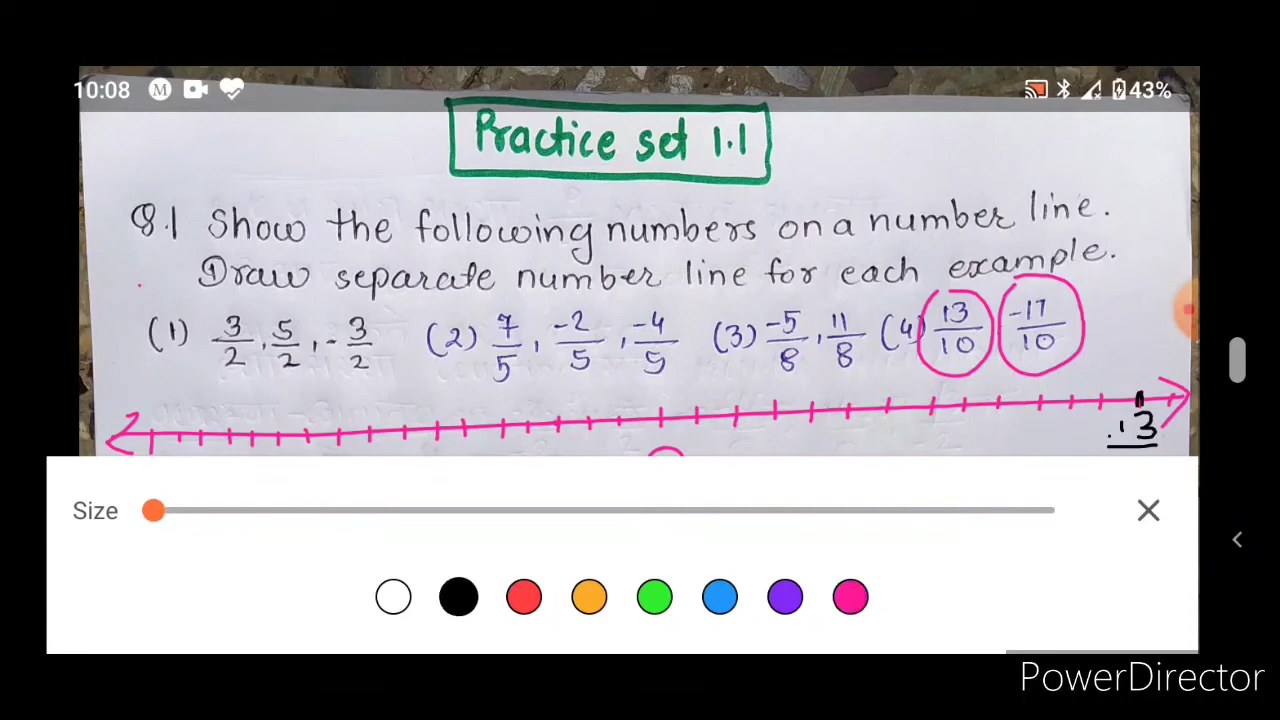 10:08 M 43%
Practice set 1.1
Q.1 Show the following numbers on a number line.
Draw separate number line for each example.
(1) 3/2, 5/2, -3/2 (2) 7/5, -2/5, -4/5 (3) -5/8, 11/8 (4) 13/10 -17/10
13
Size
PowerDirector